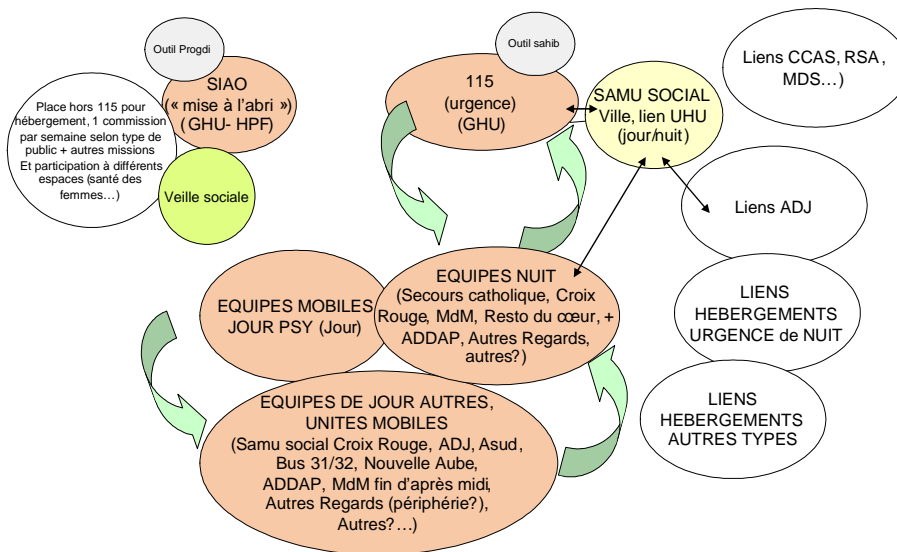 Outil Progdi
SIAO
(« mise à l'abri »)
(GHU- HPF)
Place hors 115 pour
hébergement, 1 commission
par semaine selon type de
public + autres missions
Et participation à différents
espaces (santé des
femmes…)
Veille sociale
Outil sahib
115
(urgence)
(GHU)
SAMU SOCIAL
Ville, lien UHU
(jour/nuit)
Liens CCAS, RSA,
MDS…)
Liens ADJ
EQUIPES MOBILES
JOUR PSY (Jour)
EQUIPES NUIT
(Secours catholique, Croix
Rouge, MdM, Resto du cœur, +
ADDAP, Autres Regards,
autres?)
LIENS
HEBERGEMENTS
URGENCE de NUIT
EQUIPES DE JOUR AUTRES,
UNITES MOBILES
(Samu social Croix Rouge, ADJ, Asud,
Bus 31/32, Nouvelle Aube,
ADDAP, MdM fin d'après midi,
Autres Regards (périphérie?),
Autres?…)
LIENS
HEBERGEMENTS
AUTRES TYPES